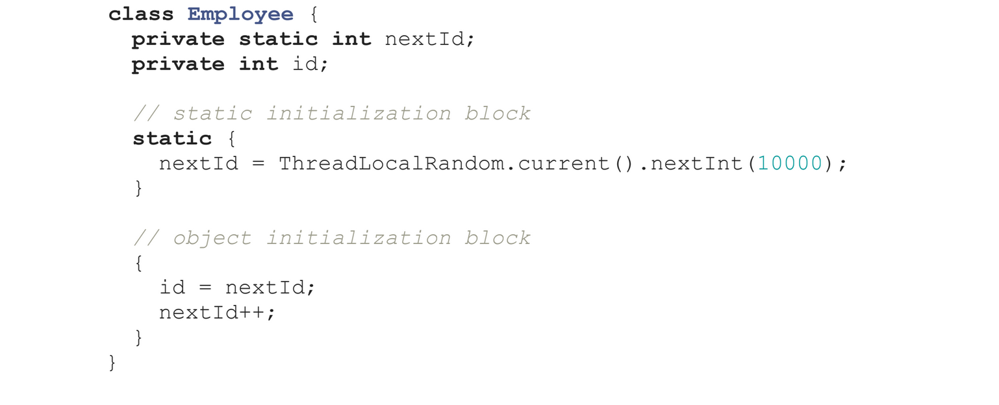 class Employee {
  private static int nextId;
  private int id;

  // static initialization block
  static {
    nextId = ThreadLocalRandom.current().nextInt(10000);
  }

  // object initialization block
  {
    id = nextId;
    nextId++;
  }
}